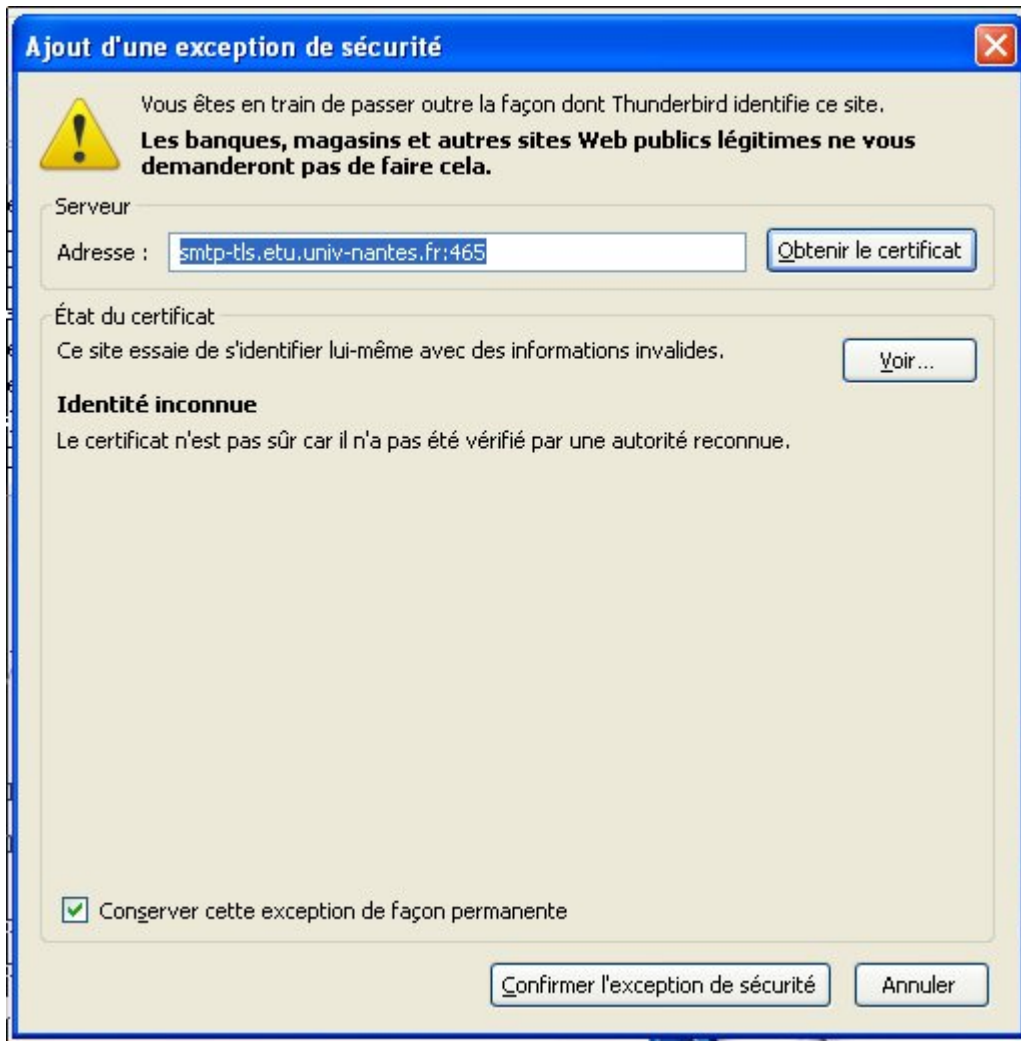 Ajout d'une exception de sécurité
Vous êtes en train de passer outre la façon dont Thunderbird identifie ce site.
Les banques, magasins et autres sites Web publics légitimes ne vous
demanderont pas de faire cela.
Serveur
Adresse : smtp-tls.etu.univ-nantes.fr:465 Obtenir le certificat
État du certificat
Ce site essaie de s'identifier lui-même avec des informations invalides. Voir...
Identité inconnue
Le certificat n'est pas sûr car il n'a pas été vérifié par une autorité reconnue.
Conserver cette exception de façon permanente
Confirmer l'exception de sécurité Annuler